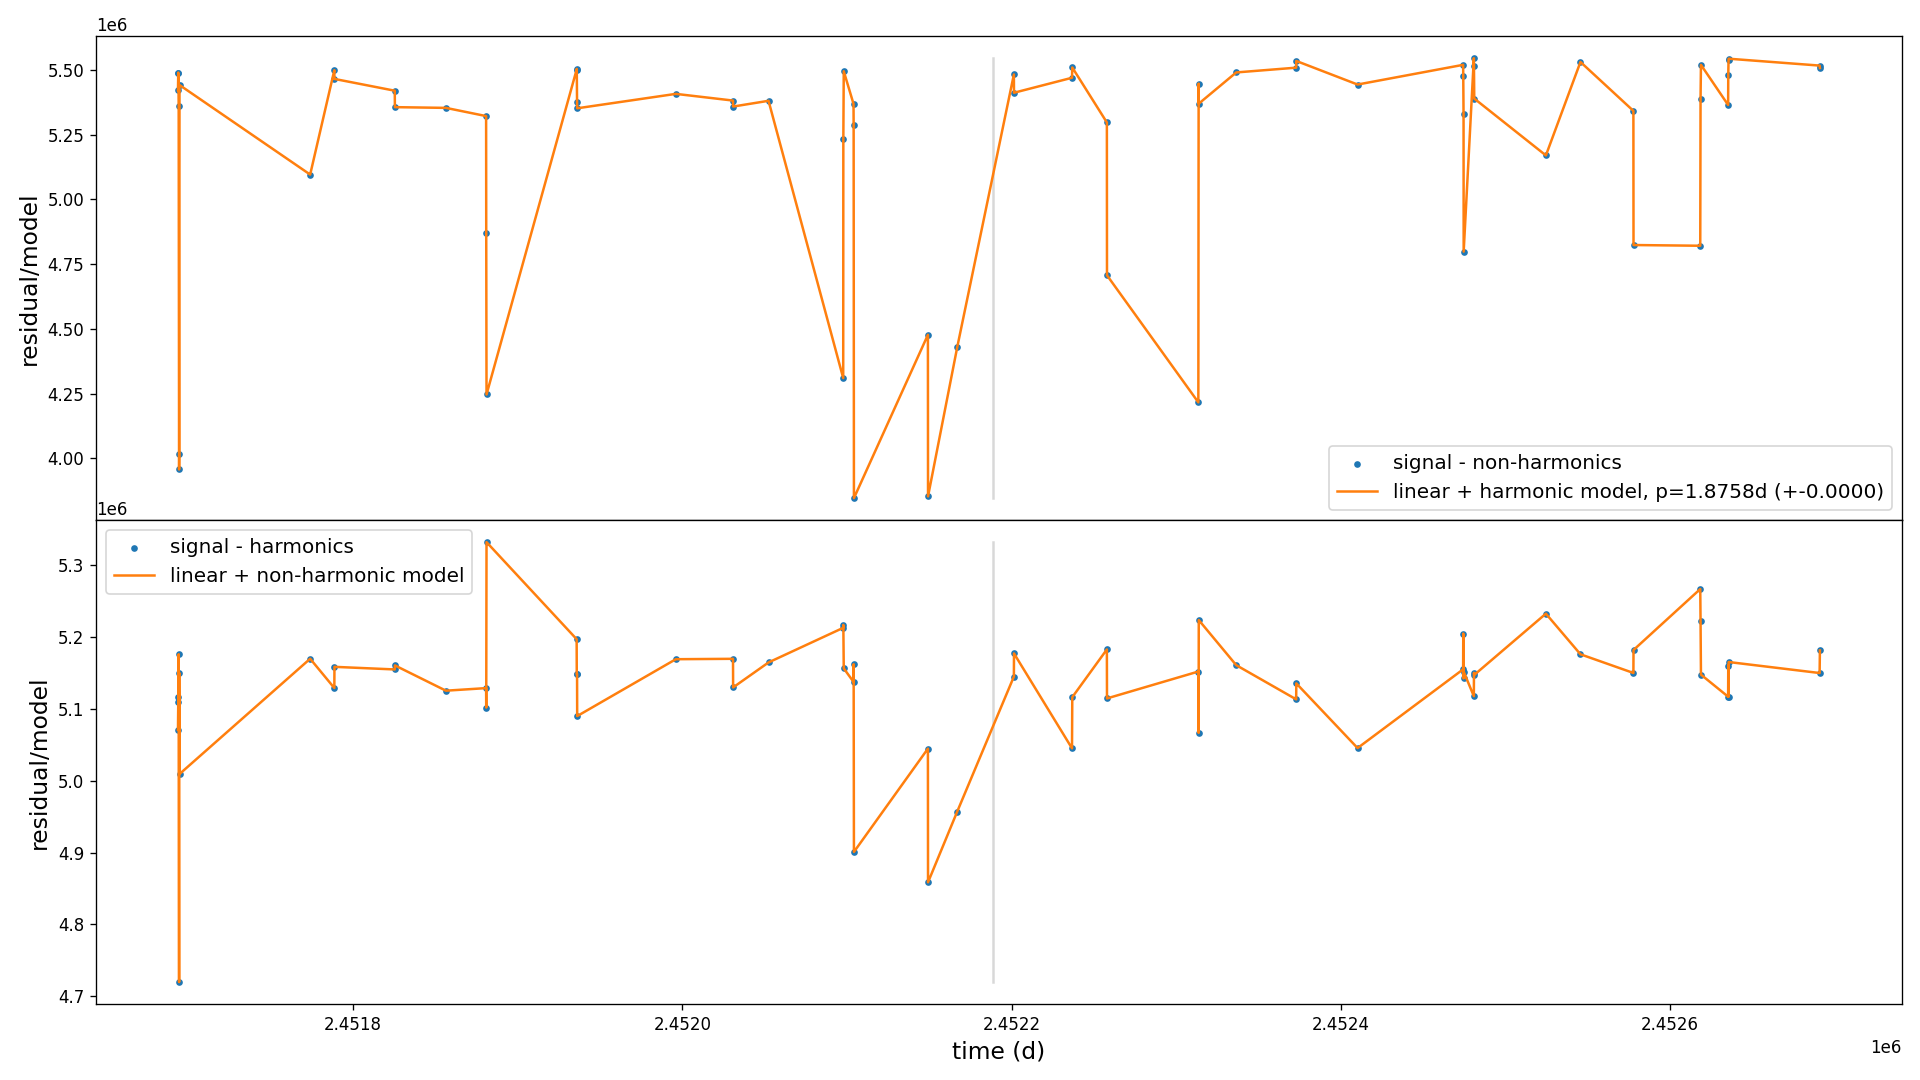 1e6
5.50
5.25
5.00
4.75
4.50
4.25
4.00
residual/model
signal - non-harmonics
linear + harmonic model, p=1.8758d (+-0.0000)
1e6
signal - harmonics
linear + non-harmonic model
5.3
5.2
5.1
5.0
4.9
4.8
4.7
residual/model
2.4518
2.4520
2.4522
2.4524
2.4526
time (d)
1e6